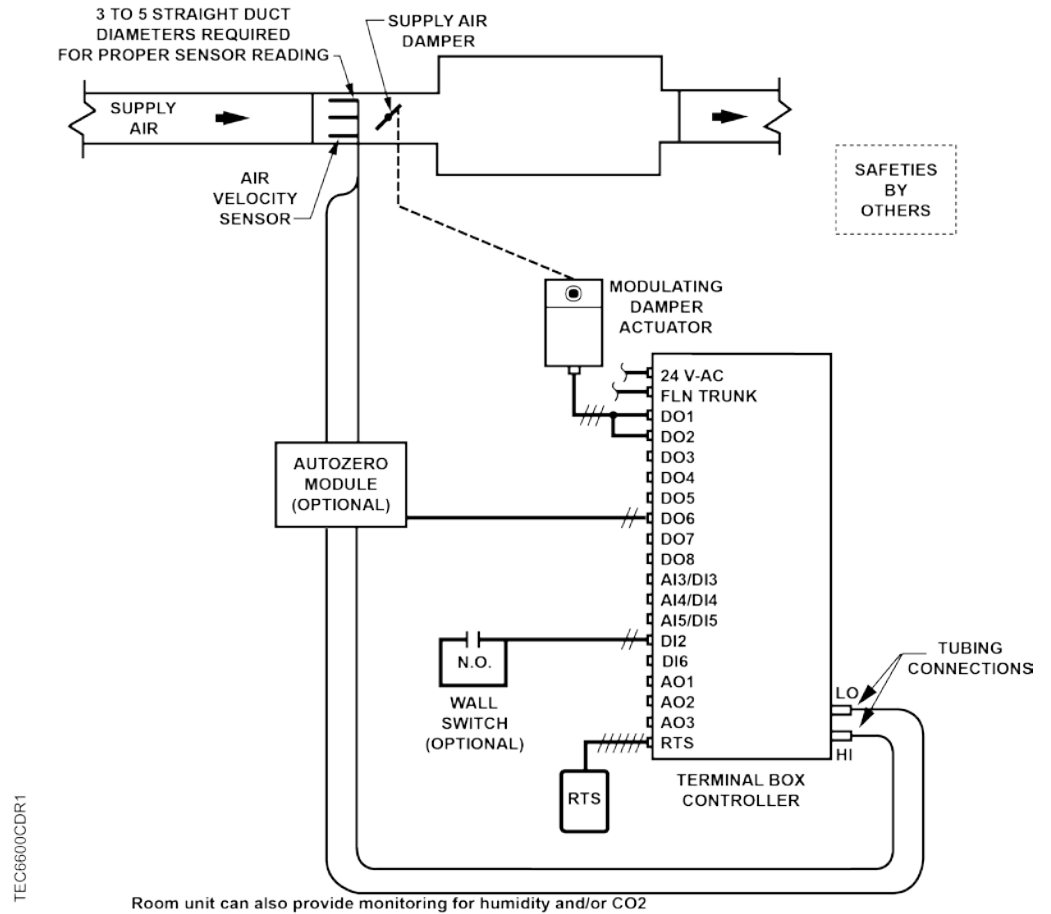 3 TO 5 STRAIGHT DUCT
DIAMETERS REQUIRED
FOR PROPER SENSOR READING
SUPPLY AIR
DAMPER
SUPPLY
AIR
AIR
VELOCITY
SENSOR
SAFETIES
BY
OTHERS
MODULATING
DAMPER
ACTUATOR
24 V-AC
FLN TRUNK
DO1
DO2
DO3
DO4
DO5
DO6
DO7
DO8
AI3/DI3
AI4/DI4
AI5/DI5
DI2
DI6
AO1
AO2
AO3
RTS
AUTOZERO
MODULE
(OPTIONAL)
N.O.
WALL
SWITCH
(OPTIONAL)
RTS
TUBING
CONNECTIONS
LO
HI
TERMINAL BOX
CONTROLLER
TEC6600CDR1
Room unit can also provide monitoring for humidity and/or CO2